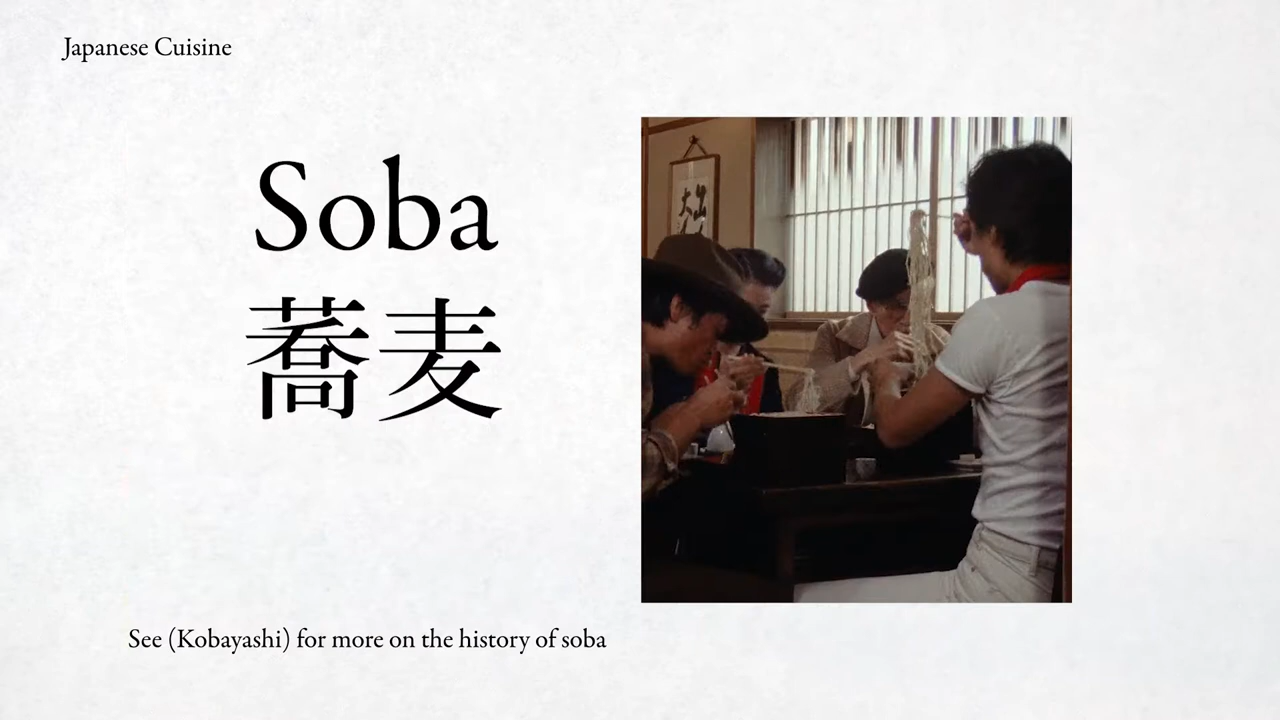 Japanese Cuisine
Soba
蕎麦
See (Kobayashi) for more on the history of soba